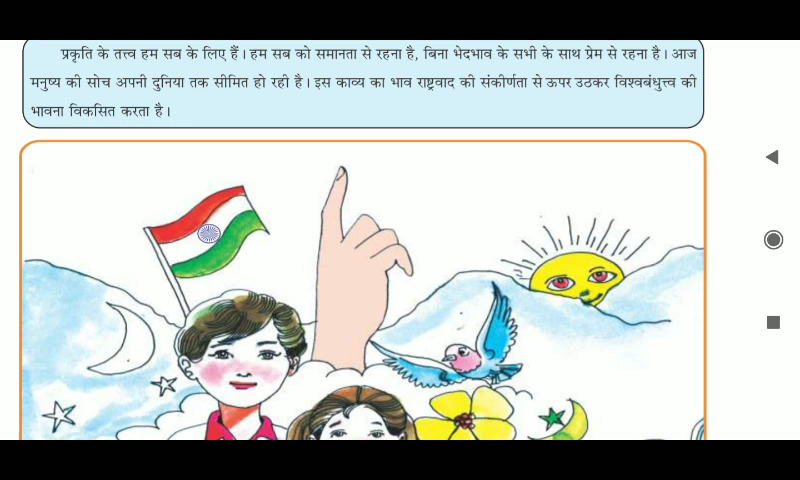 प्रकृति के तत्त्व हम सब के लिए हैं । हम सब को समानता से रहना है, बिना भेदभाव के सभी के साथ प्रेम से रहना है । आज
मनुष्य की सोच अपनी दुनिया तक सीमित हो रही है । इस काव्य का भाव राष्ट्रवाद की संकीर्णता से ऊपर उठकर विश्वबंधुत्त्व की
भावना विकसित करता है ।